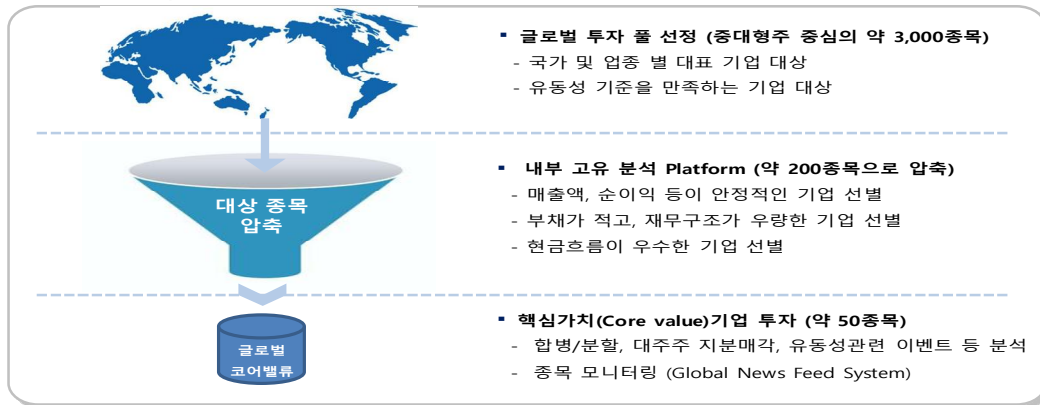 ▪ 글로벌 투자 풀 선정 (중대형주 중심의 약 3,000종목)
- 국가 및 업종 별 대표 기업 대상
- 유동성 기준을 만족하는 기업 대상
대상 종목
압축
▪ 내부 고유 분석 Platform (약 200종목으로 압축)
- 매출액, 순이익 등이 안정적인 기업 선별
- 부채가 적고, 재무구조가 우량한 기업 선별
- 현금흐름이 우수한 기업 선별
글로벌
코어밸류
▪ 핵심가치(Core value)기업 투자 (약 50종목)
- 합병/분할, 대주주 지분매각, 유동성관련 이벤트 등 분석
- 종목 모니터링 (Global News Feed System)